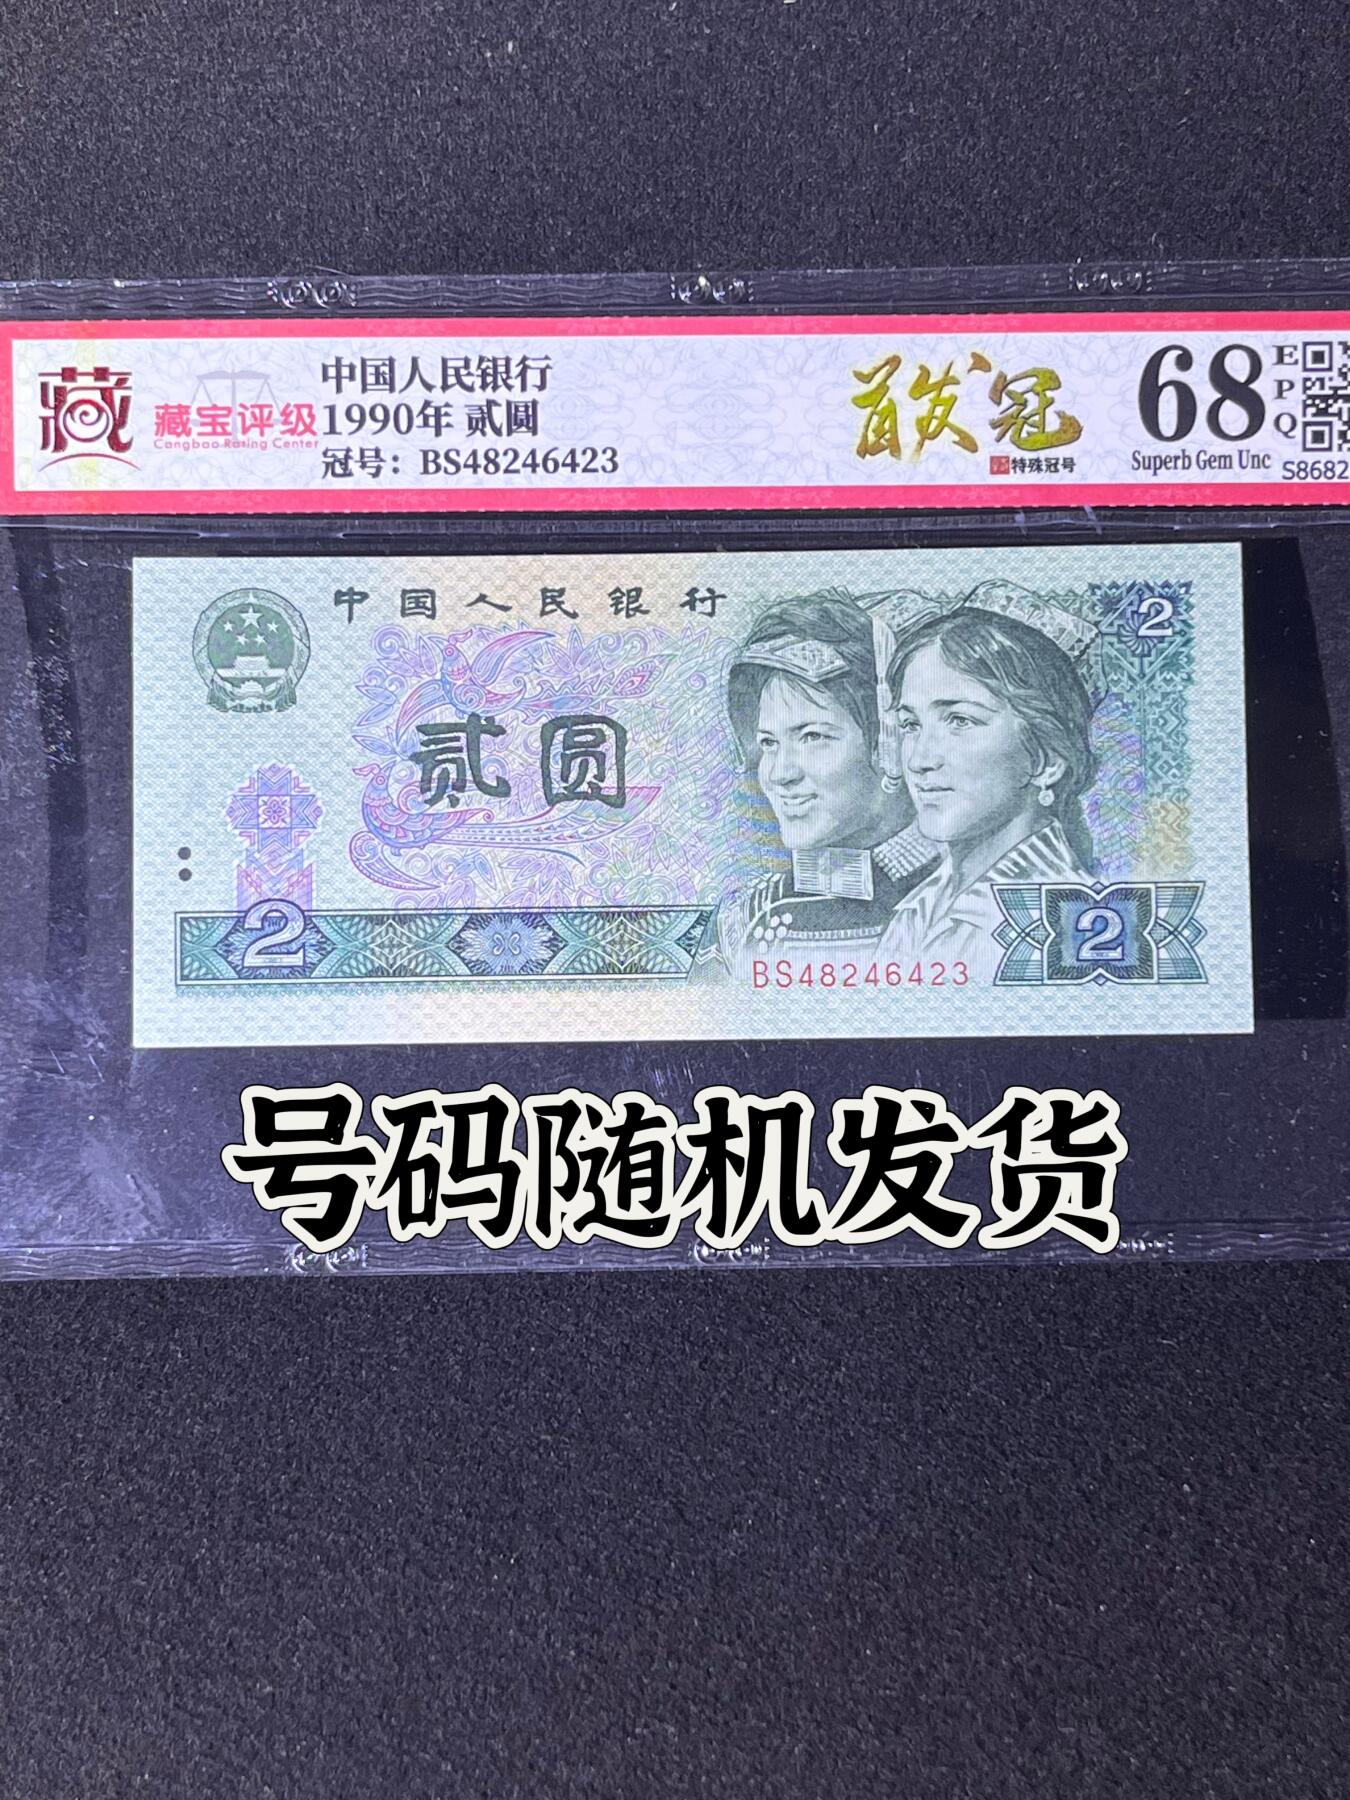 中国人民银行
1990年 贰圆
冠号：BS48246423
藏
藏宝评级
Cangbao Rating Center
首发冠
特殊冠号
68
EPQ
Superb Gem Unc
S8682
中国人民银行
2
贰圆
2
BS48246423
2
号码随机发货